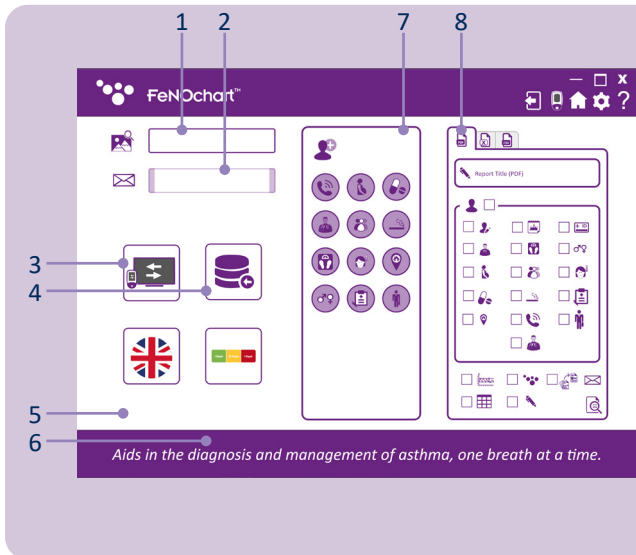 1 2 7 8
FeNOchart™
X
?
Report Title (PDF)
3
4
5
6
Aids in the diagnosis and management of asthma, one breath at a time.